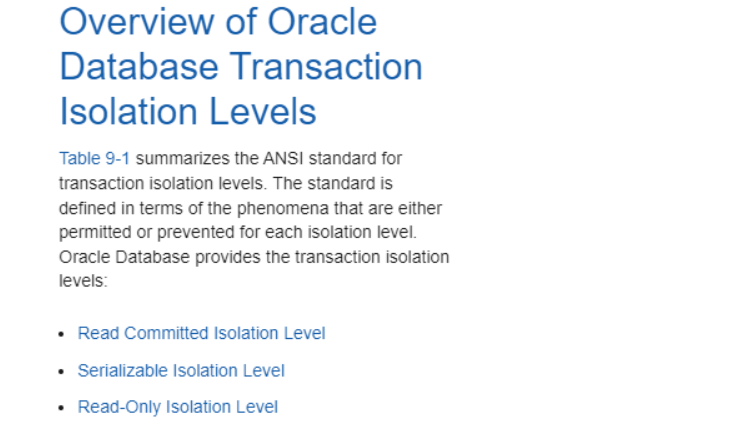 Overview of Oracle
Database Transaction
Isolation Levels
Table 9-1 summarizes the ANSI standard for
transaction isolation levels. The standard is
defined in terms of the phenomena that are either
permitted or prevented for each isolation level.
Oracle Database provides the transaction isolation
levels:
• Read Committed Isolation Level
• Serializable Isolation Level
• Read-Only Isolation Level